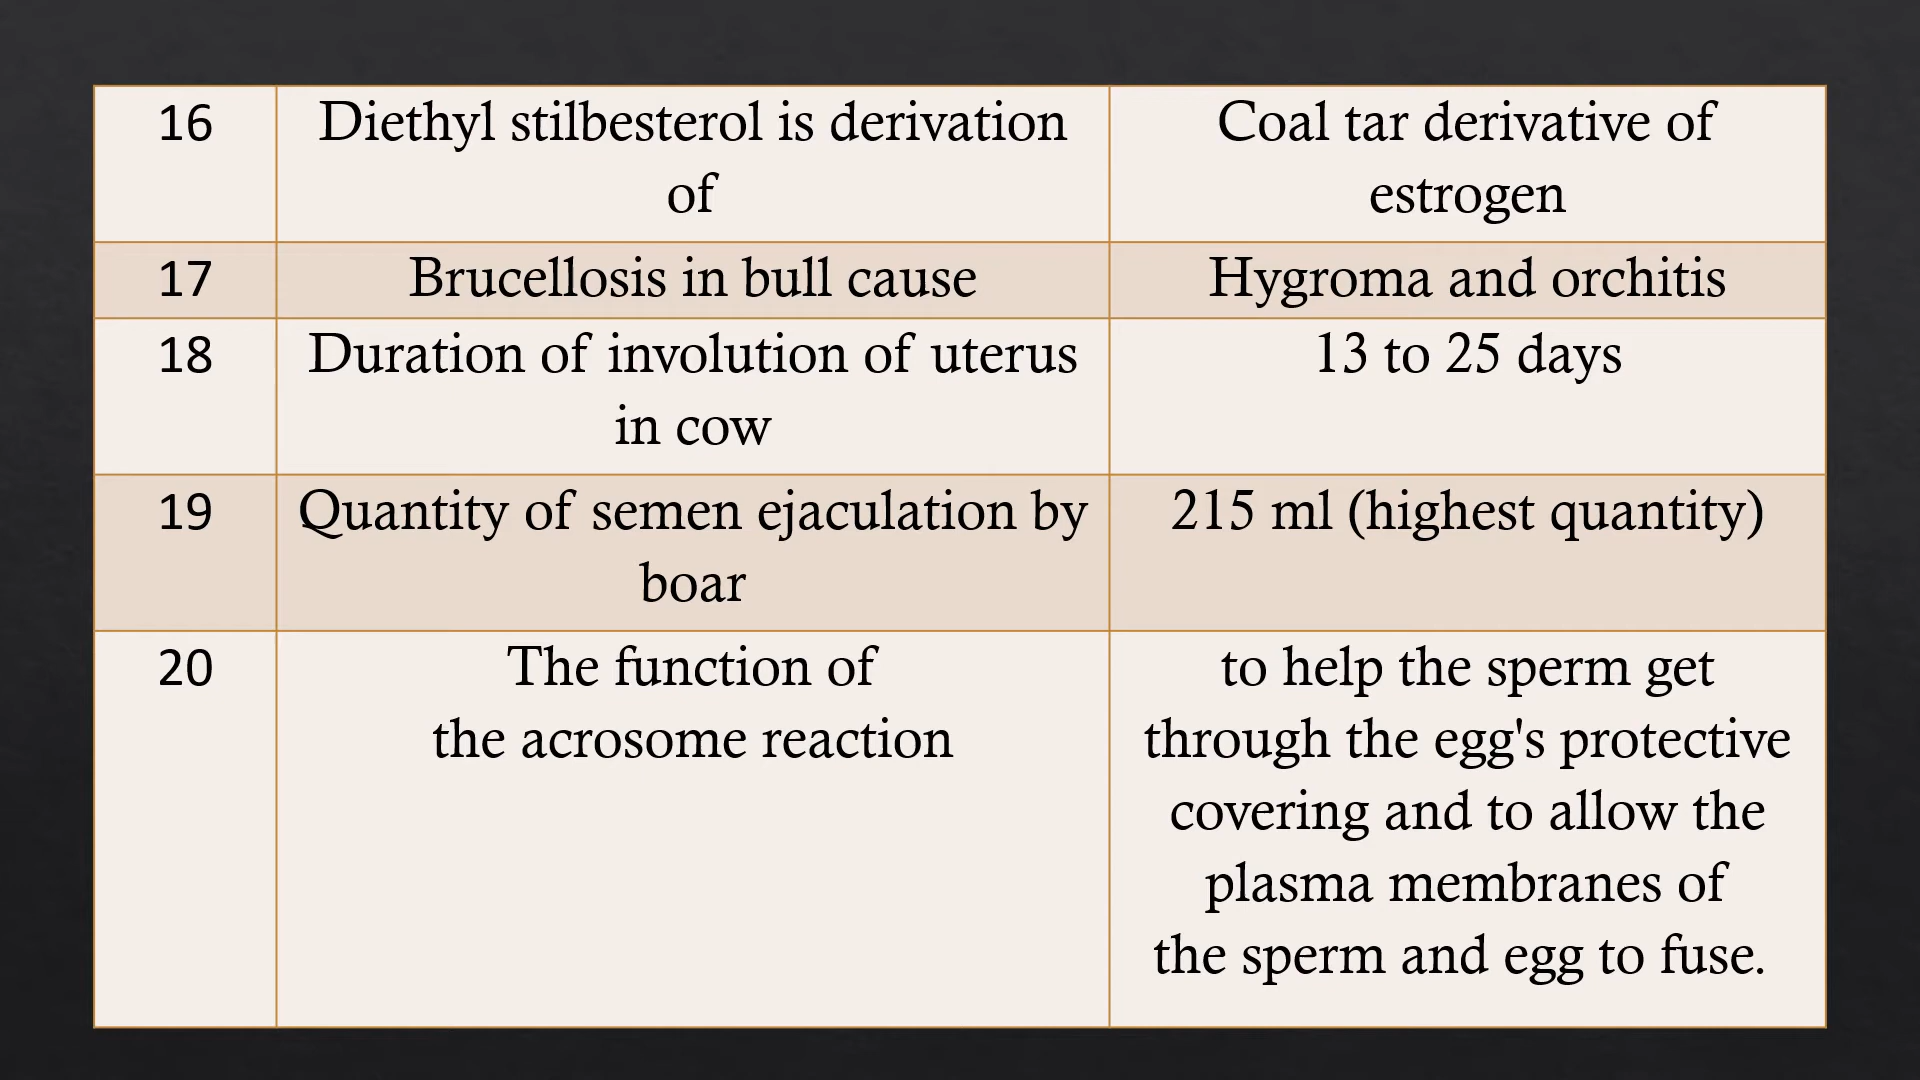 16
Diethyl stilbesterol is derivation
of
Coal tar derivative of
estrogen
17
Brucellosis in bull cause
Hygroma and orchitis
18
Duration of involution of uterus
in cow
13 to 25 days
19
Quantity of semen ejaculation by
boar
215 ml (highest quantity)
20
The function of
the acrosome reaction
to help the sperm get
through the egg's protective
covering and to allow the
plasma membranes of
the sperm and egg to fuse.